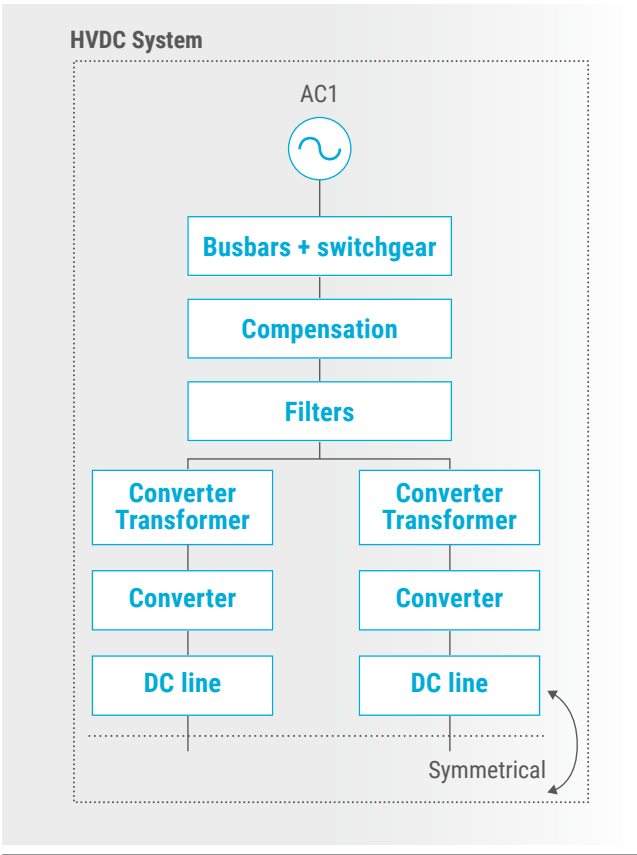 HVDC System
AC1
Busbars + switchgear
Compensation
Filters
Converter
Transformer
Converter
Transformer
Converter
Converter
DC line
DC line
Symmetrical